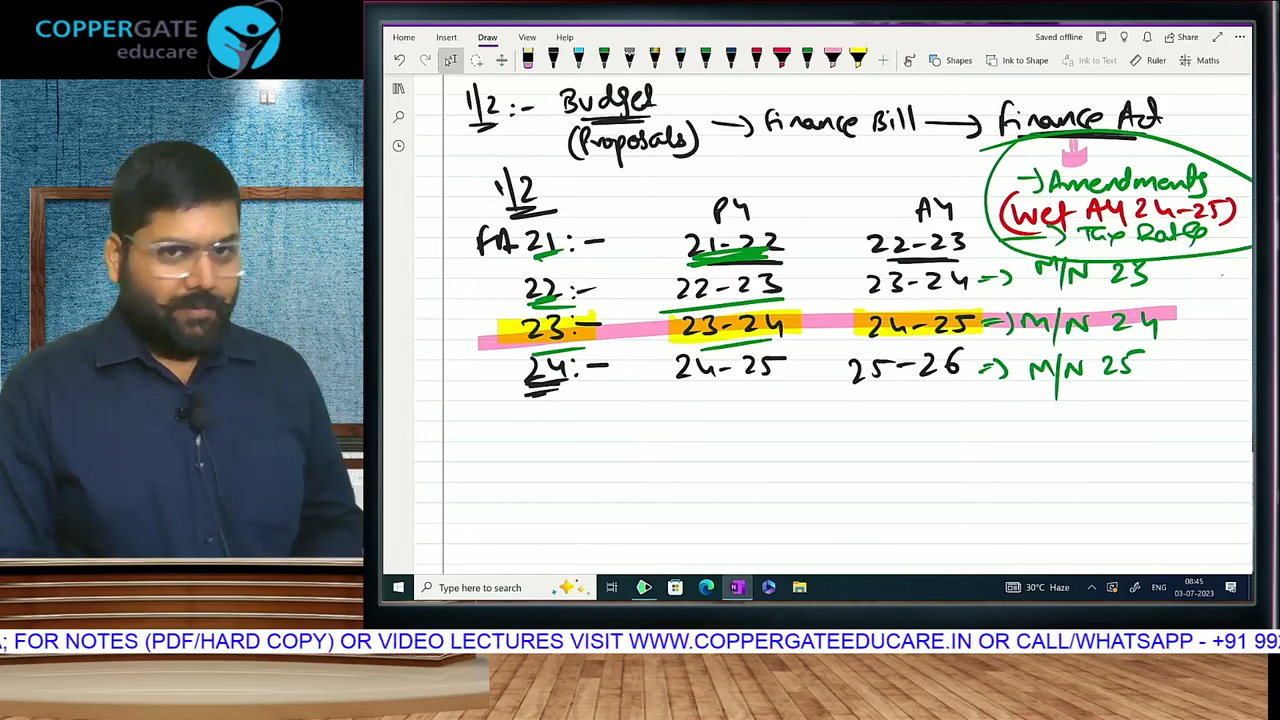 COPPERGATE
educare
Home Insert Draw View Help
Saved offline
Share
Shapes Ink to Shape Ink to Text Ruler Maths
1/2 :- Budget (Proposals) → Finance Bill → Finance Act
→ Amendments
(wef AY 24-25)
→ Tax Rates
1/2
PY AY
FA 21 :- 21-22 22-23
22 :- 22-23 23-24 => M/N 23
23 :- 23-24 24-25 => M/N 24
24 :- 24-25 25-26 => M/N 25
Type here to search
30°C Haze
ENG
08:45
03-07-2023
A; FOR NOTES (PDF/HARD COPY) OR VIDEO LECTURES VISIT WWW.COPPERGATEEDUCARE.IN OR CALL/WHATSAPP - +91 992